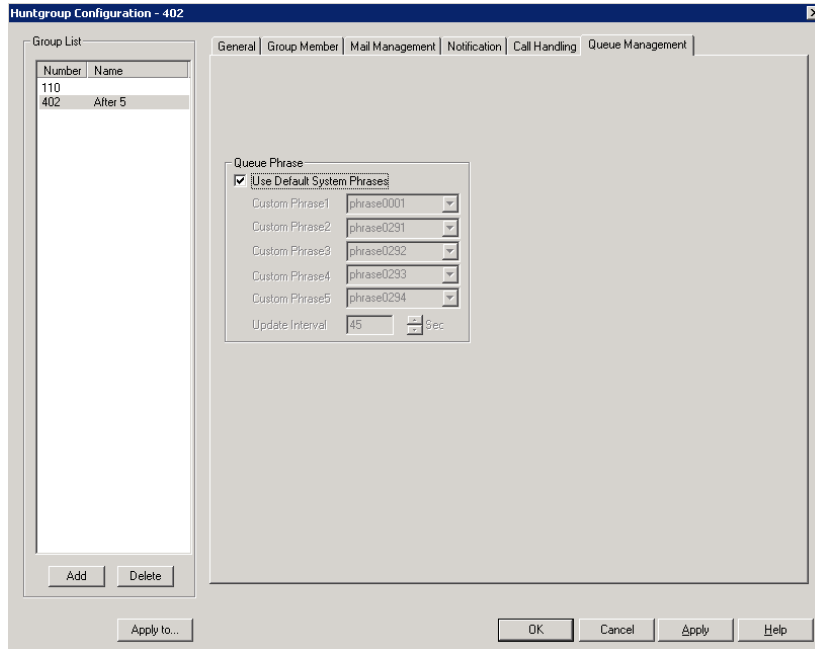 Huntgroup Configuration - 402
Group List
Number Name
110
402 After 5
Add Delete
Apply to...
General Group Member Mail Management Notification Call Handling Queue Management
Queue Phrase
Use Default System Phrases
Custom Phrase1 phrase0001
Custom Phrase2 phrase0291
Custom Phrase3 phrase0292
Custom Phrase4 phrase0293
Custom Phrase5 phrase0294
Update Interval 45 Sec
OK Cancel Apply Help